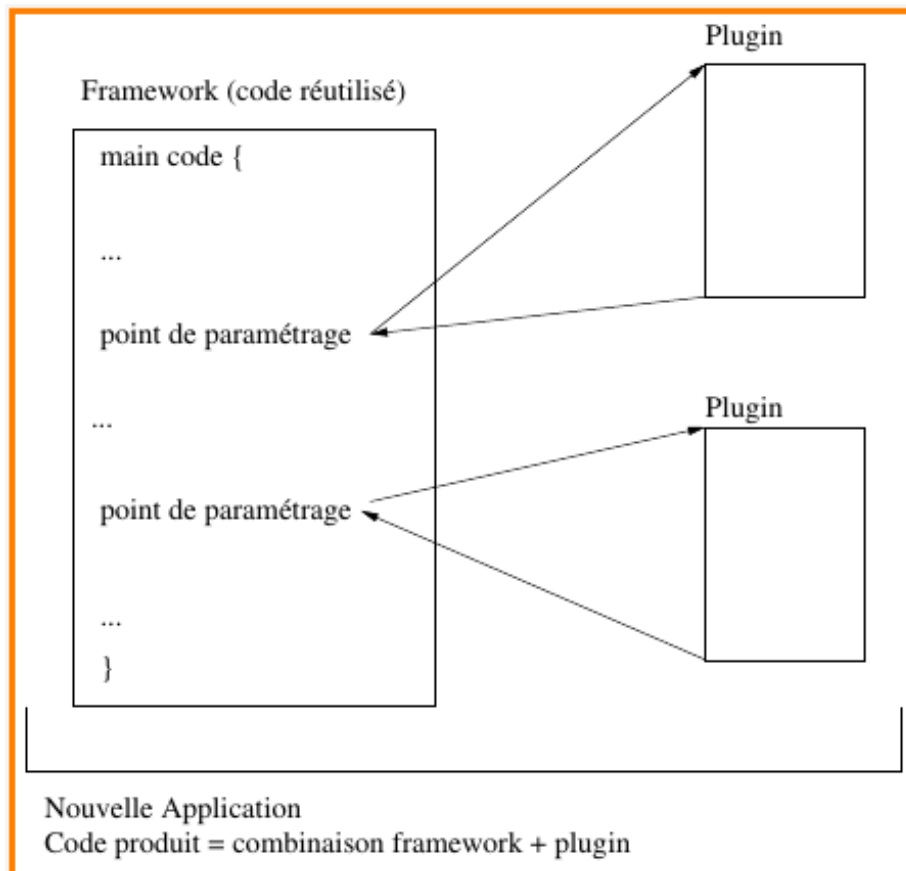 Plugin
Framework (code réutilisé)
main code {
...
point de paramétrage
...
Plugin
point de paramétrage
...
}
Nouvelle Application
Code produit = combinaison framework + plugin